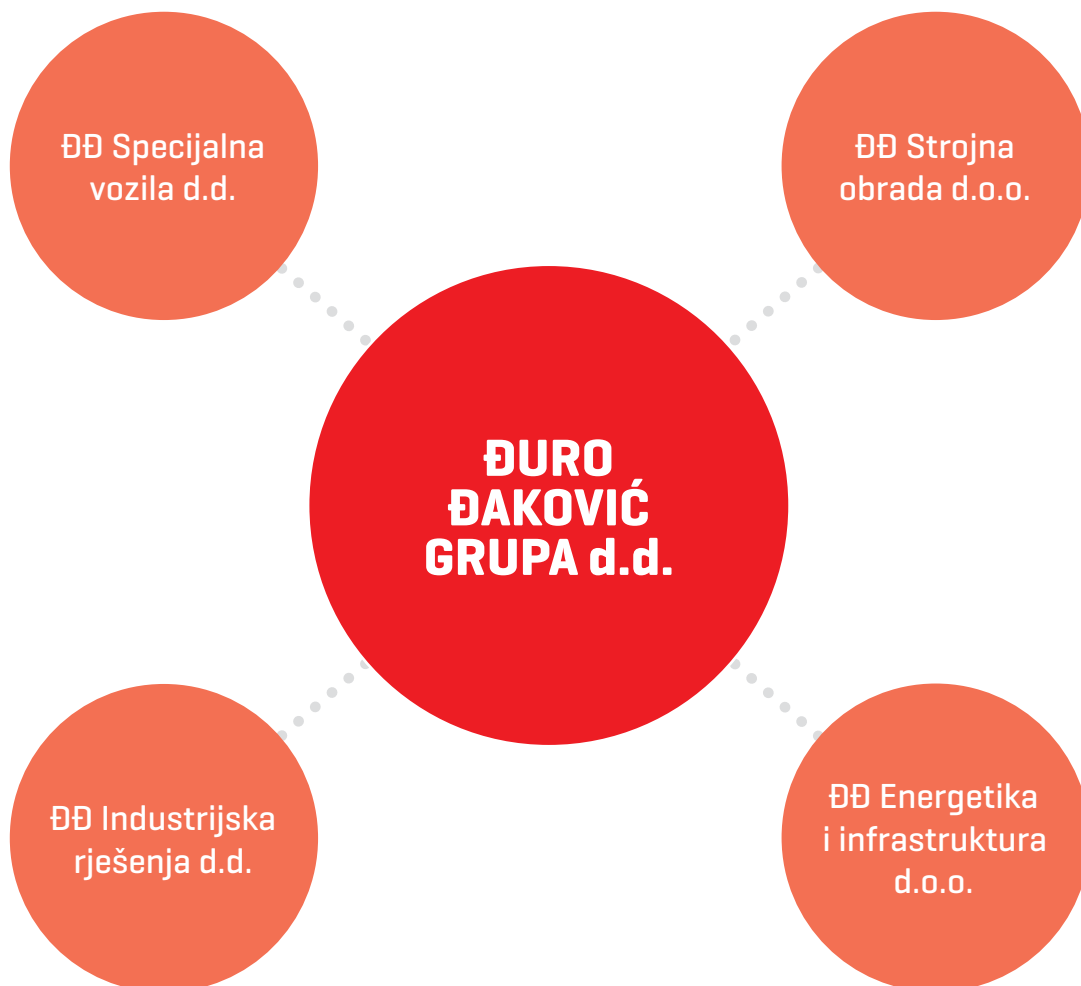 ĐĐ Specijalna
vozila d.d.
ĐĐ Strojna
obrada d.o.o.
ĐURO
ĐAKOVIĆ
GRUPA d.d.
ĐĐ Industrijska
rješenja d.d.
ĐĐ Energetika
i infrastruktura
d.o.o.